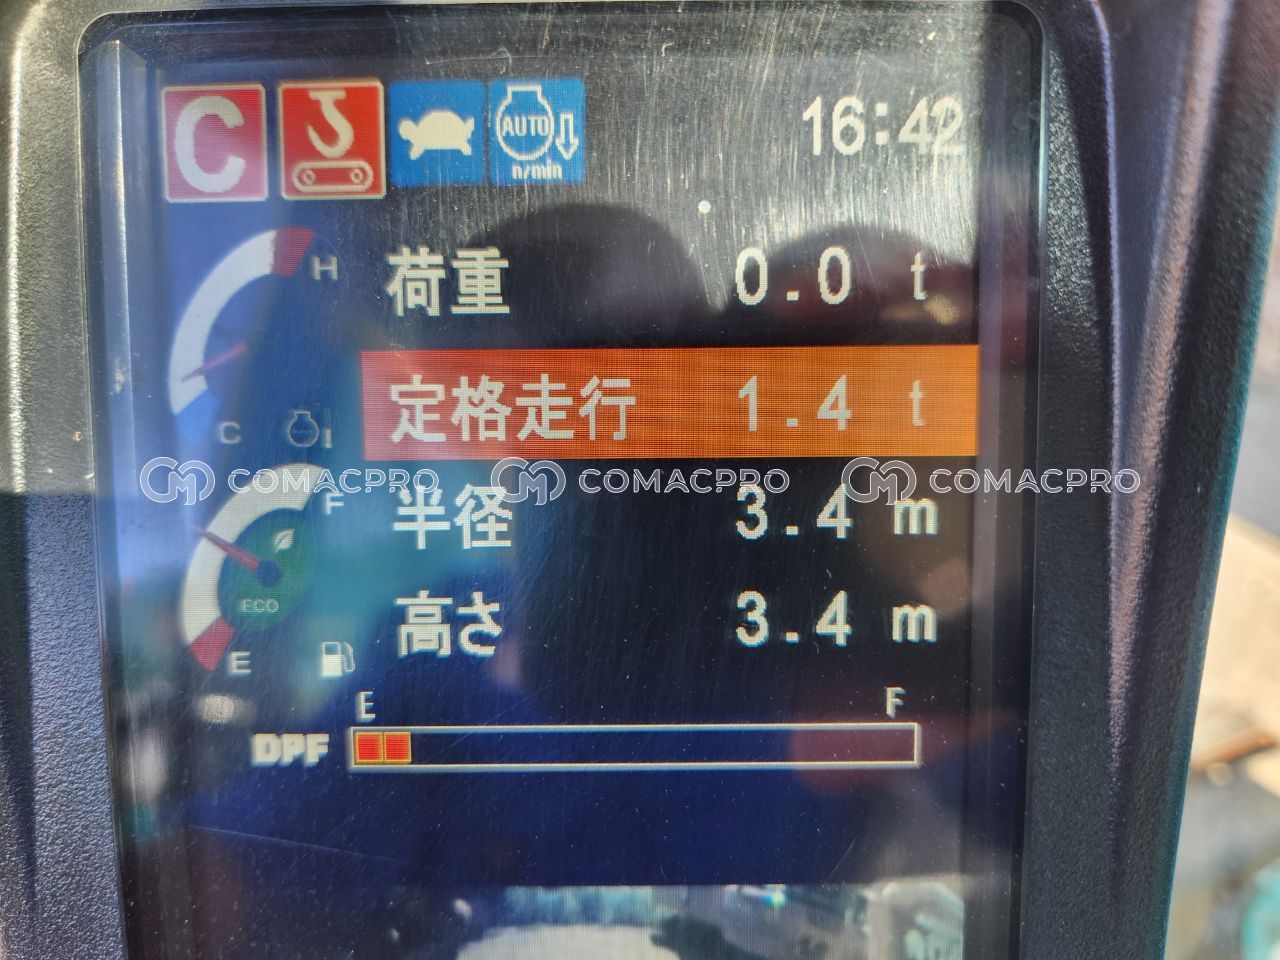 C
AUTO
n/min
16:42
H
荷重 0.0 t
定格走行 1.4 t
C
COMACPRO COMACPRO COMACPRO
F
半径 3.4 m
ECO
高さ 3.4 m
E
E F
DPF